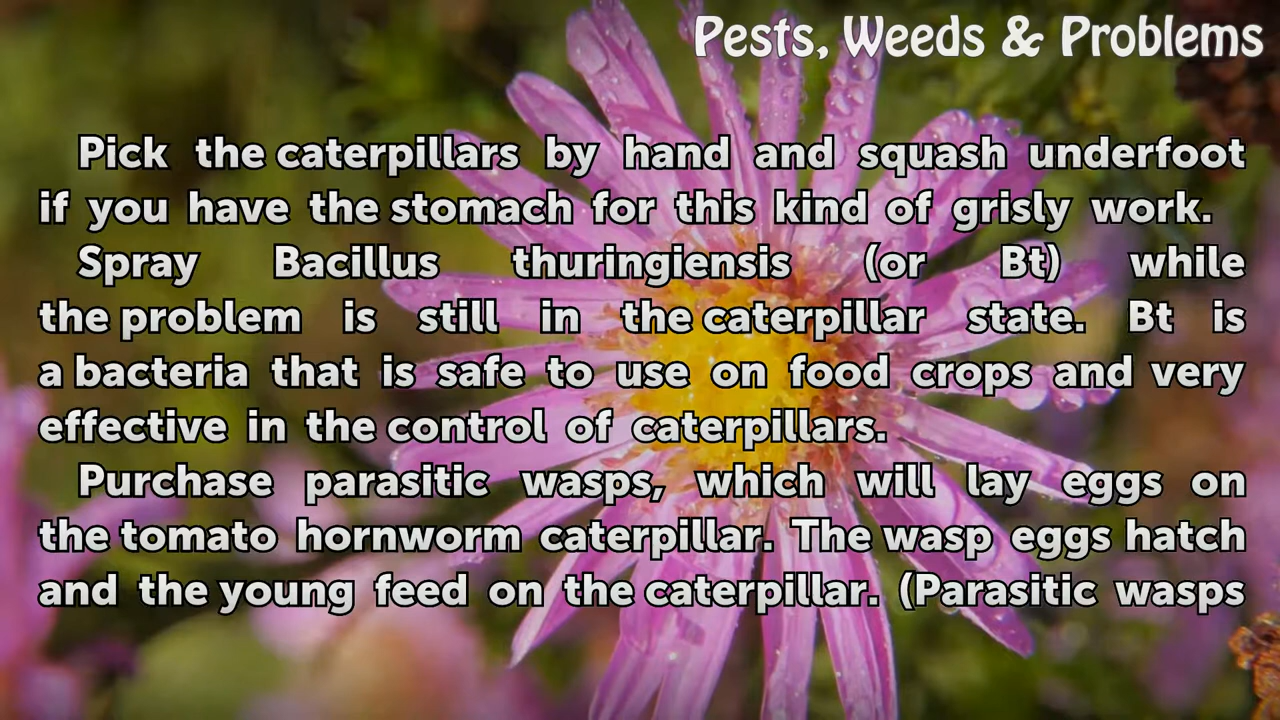 Pests, Weeds & Problems
Pick the caterpillars by hand and squash underfoot
if you have the stomach for this kind of grisly work.
Spray Bacillus thuringiensis (or Bt) while
the problem is still in the caterpillar state. Bt is
a bacteria that is safe to use on food crops and very
effective in the control of caterpillars.
Purchase parasitic wasps, which will lay eggs on
the tomato hornworm caterpillar. The wasp eggs hatch
and the young feed on the caterpillar. (Parasitic wasps